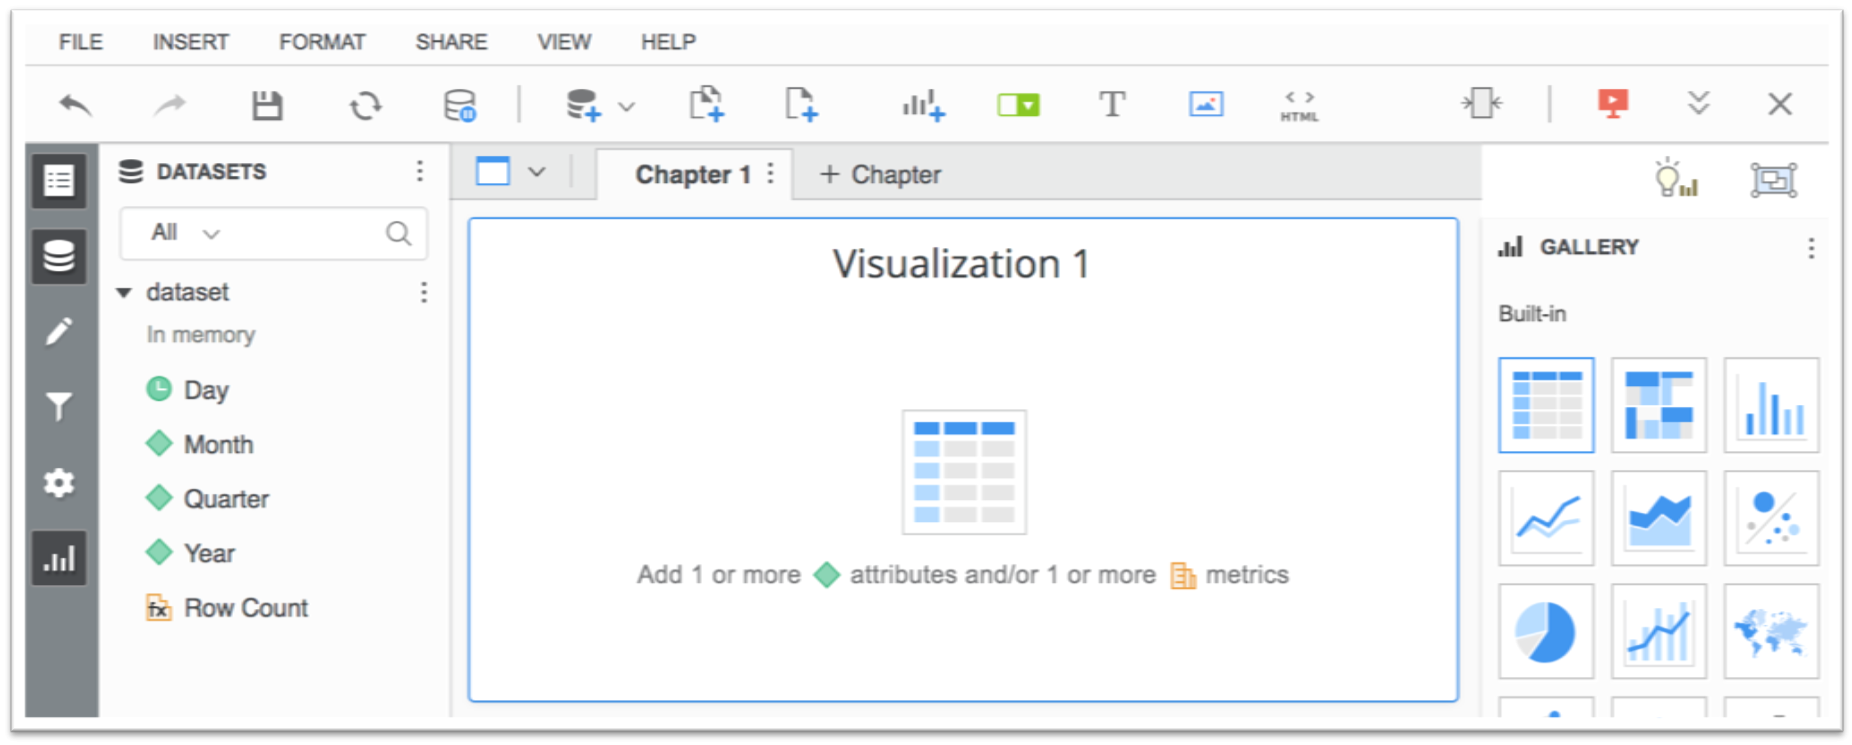 FILE INSERT FORMAT SHARE VIEW HELP
T
< >
HTML
DATASETS
Chapter 1
+ Chapter
All
Visualization 1
GALLERY
dataset
In memory
Built-in
Day
Month
Quarter
Year
fx Row Count
Add 1 or more attributes and/or 1 or more metrics